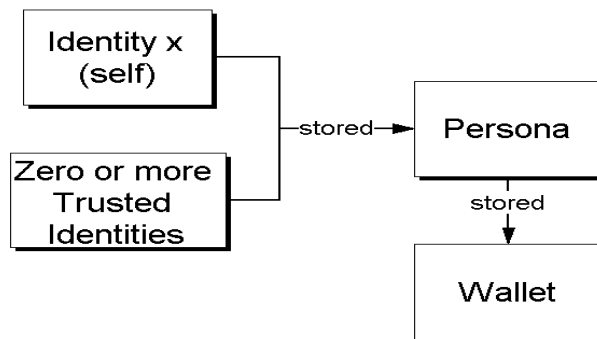 Identity x
(self)
stored
Persona
Zero or more
Trusted
Identities
stored
Wallet